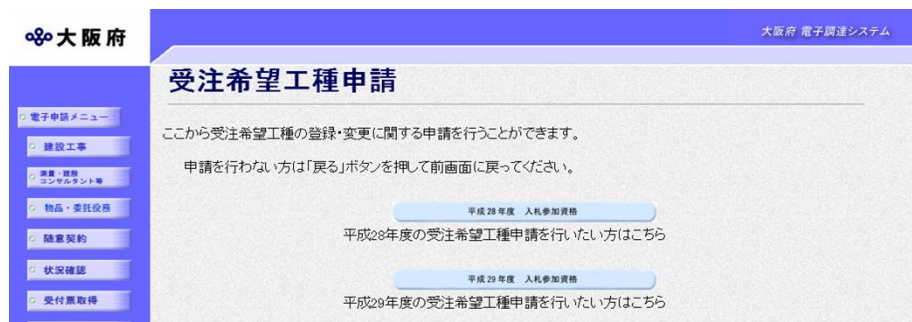 大阪府
大阪府 電子調達システム
受注希望工種申請
電子申請メニュー
建設工事
測量・建設
コンサルタント等
物品・委託役務
随意契約
状況確認
受付票取得
ここから受注希望工種の登録・変更に関する申請を行うことができます。
申請を行わない方は「戻る」ボタンを押して前画面に戻ってください。
平成28年度 入札参加資格
平成28年度の受注希望工種申請を行いたい方はこちら
平成29年度 入札参加資格
平成29年度の受注希望工種申請を行いたい方はこちら